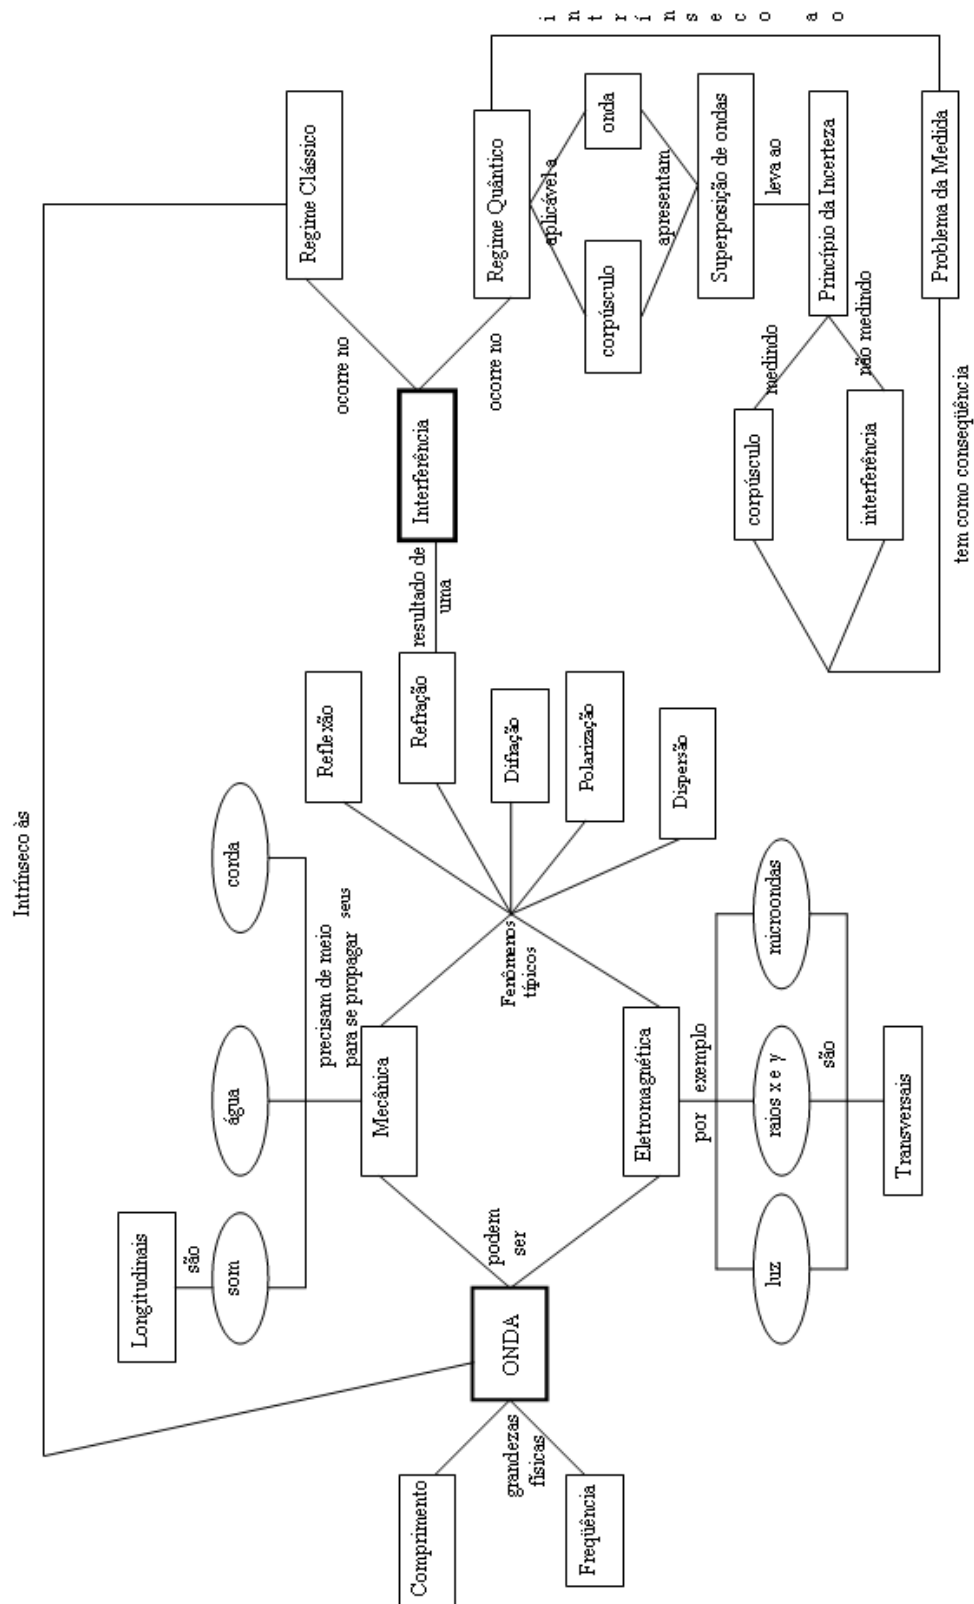 Intrínseco às
Longitudinais
são
som
água
corda
precisam de meio
para se propagar
seus
Mecânica
Regime Clássico
ocorre no
Reflexão
Comprimento
Refração
resultado de
uma
Interferência
ONDA
podem
ser
grandezas
físicas
Freqüência
Fenômenos
típicos
Difração
Polarização
Dispersão
ocorre no
Regime Quântico
intrínseco ao
aplicável a
corpúsculo
onda
apresentam
Superposição de ondas
leva ao
Princípio da Incerteza
medindo
não medindo
corpúsculo
interferência
Problema da Medida
tem como conseqüência
Eletromagnética
por exemplo
luz
raios x e γ
microondas
são
Transversais